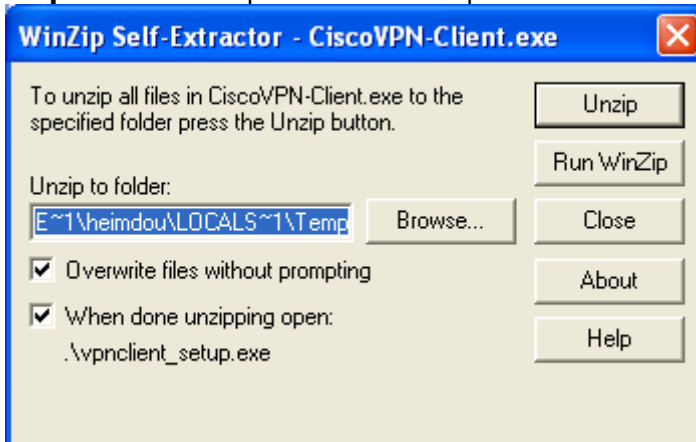 WinZip Self-Extractor - CiscoVPN-Client.exe
To unzip all files in CiscoVPN-Client.exe to the
specified folder press the Unzip button.
Unzip
Run WinZip
Unzip to folder:
E~1\heimdou\LOCALS~1\Temp
Browse...
Close
Overwrite files without prompting
About
When done unzipping open:
.\vpnclient_setup.exe
Help